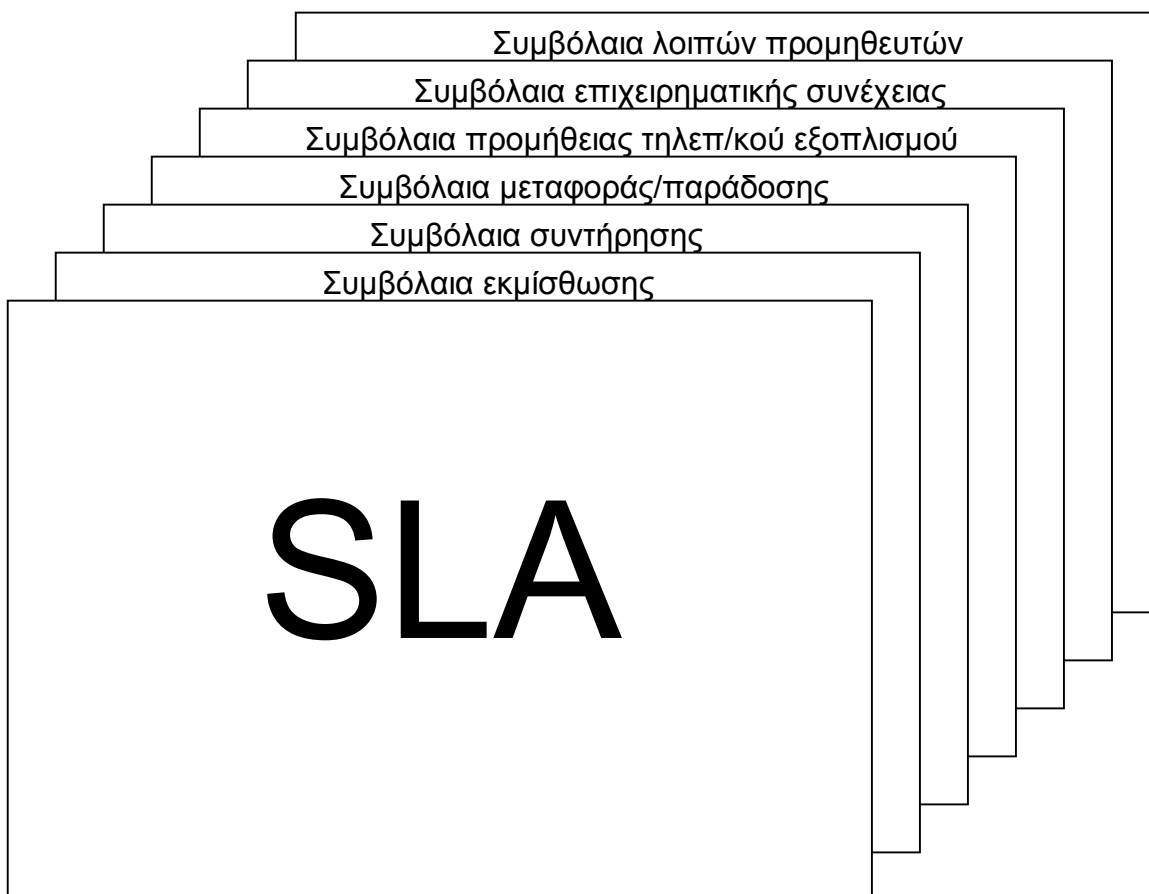 Συμβόλαια λοιπών προμηθευτών
Συμβόλαια επιχειρηματικής συνέχειας
Συμβόλαια προμήθειας τηλεπ/κού εξοπλισμού
Συμβόλαια μεταφοράς/παράδοσης
Συμβόλαια συντήρησης
Συμβόλαια εκμίσθωσης
SLA